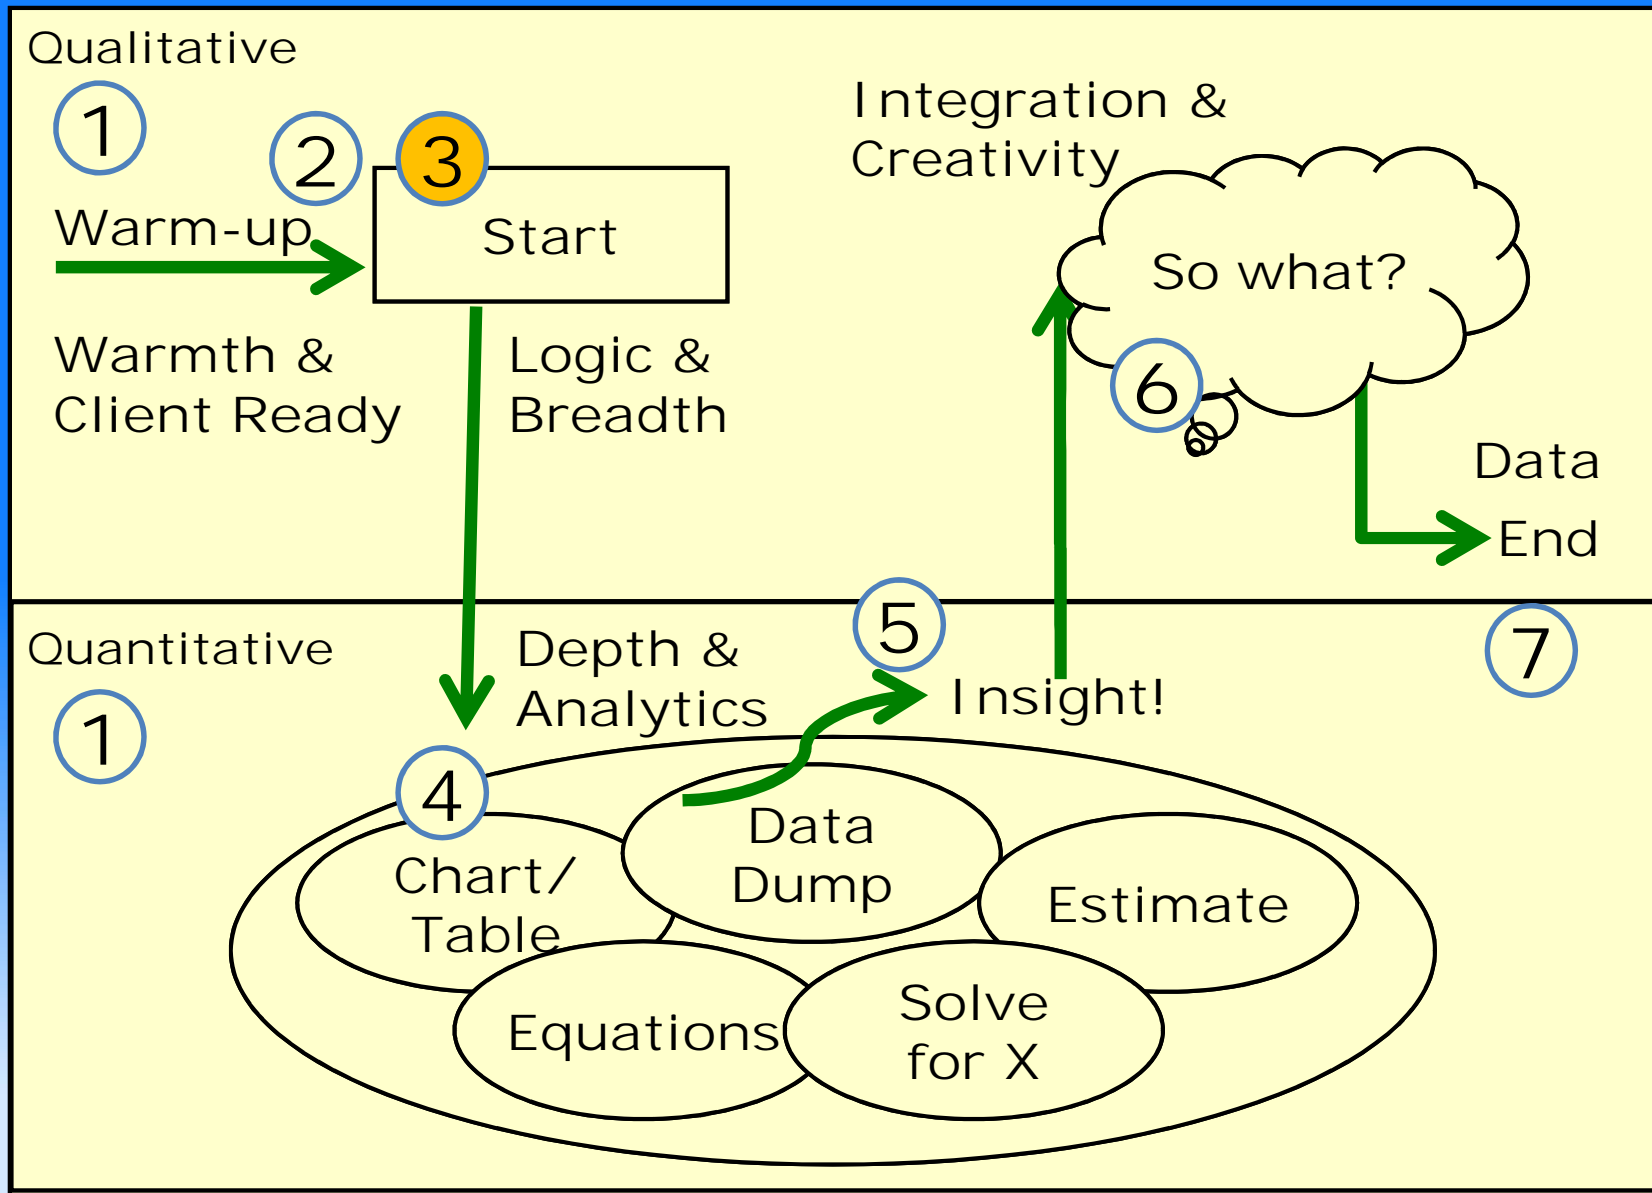 Qualitative
1
2
3
Warm-up
Start
Warmth &
Client Ready
Logic &
Breadth
Integration &
Creativity
So what?
6
Data
End
Quantitative
1
Depth &
Analytics
5
Insight!
7
4
Chart/
Table
Data
Dump
Estimate
Equations
Solve
for X